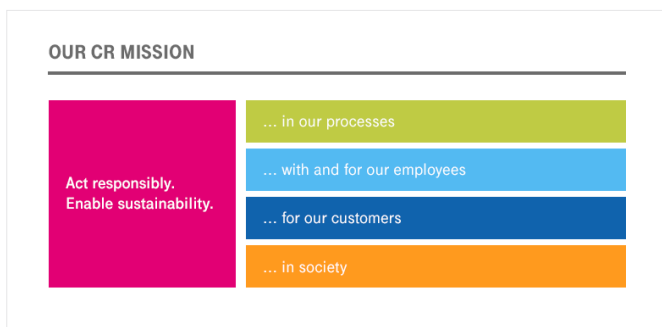 OUR CR MISSION
Act responsibly.
Enable sustainability.
... in our processes
... with and for our employees
... for our customers
... in society